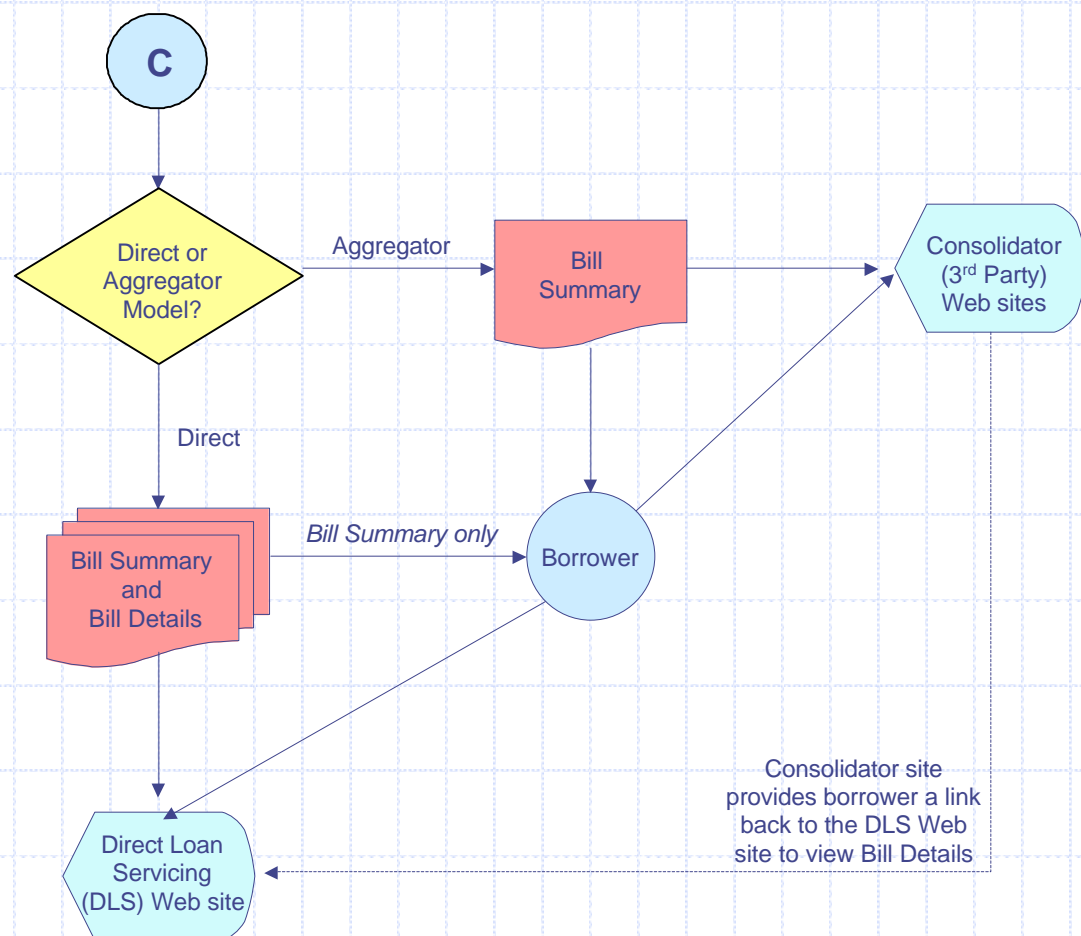 C
Direct or
Aggregator
Model?
Aggregator
Bill
Summary
Consolidator
(3rd Party)
Web sites
Direct
Bill Summary
and
Bill Details
Bill Summary only
Borrower
Consolidator site
provides borrower a link
back to the DLS Web
site to view Bill Details
Direct Loan
Servicing
(DLS) Web site